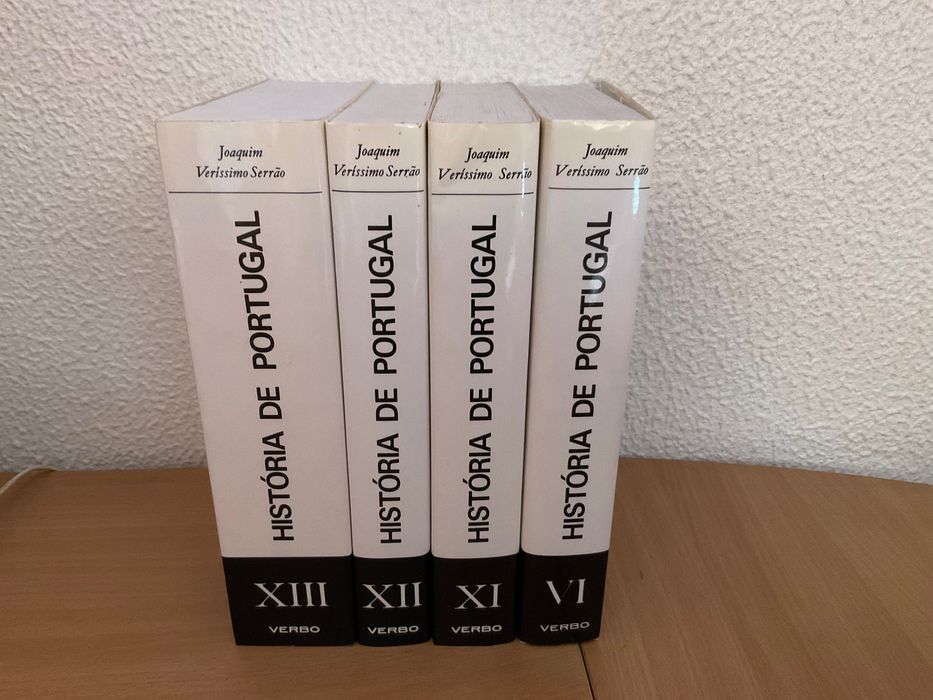 Joaquim
Veríssimo Serrão
HISTÓRIA DE PORTUGAL
XIII
VERBO
Joaquim
Veríssimo Serrão
HISTÓRIA DE PORTUGAL
XII
VERBO
Joaquim
Veríssimo Serrão
HISTÓRIA DE PORTUGAL
XI
VERBO
Joaquim
Veríssimo Serrão
HISTÓRIA DE PORTUGAL
VI
VERBO